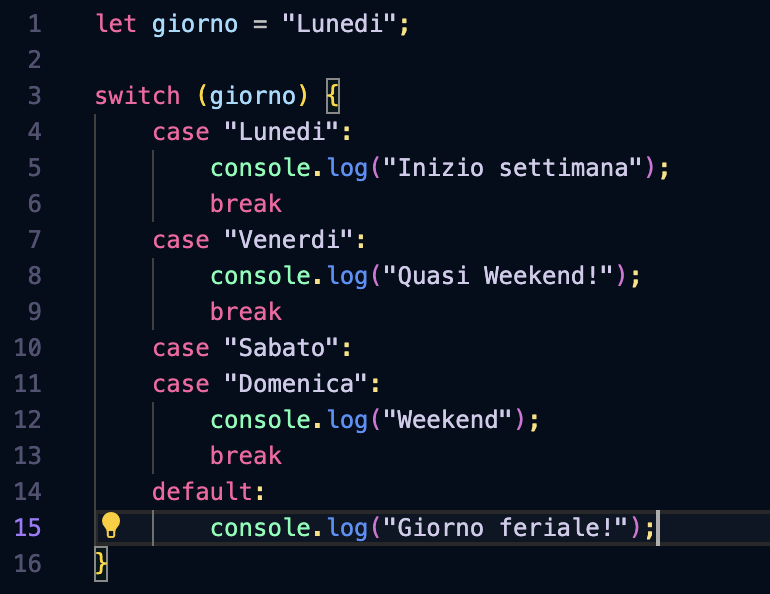 1 let giorno = "Lunedi";
2
3 switch (giorno) {
4     case "Lunedi":
5         console.log("Inizio settimana");
6         break
7     case "Venerdi":
8         console.log("Quasi Weekend!");
9         break
10     case "Sabato":
11     case "Domenica":
12         console.log("Weekend");
13         break
14     default:
15         console.log("Giorno feriale!");
16 }